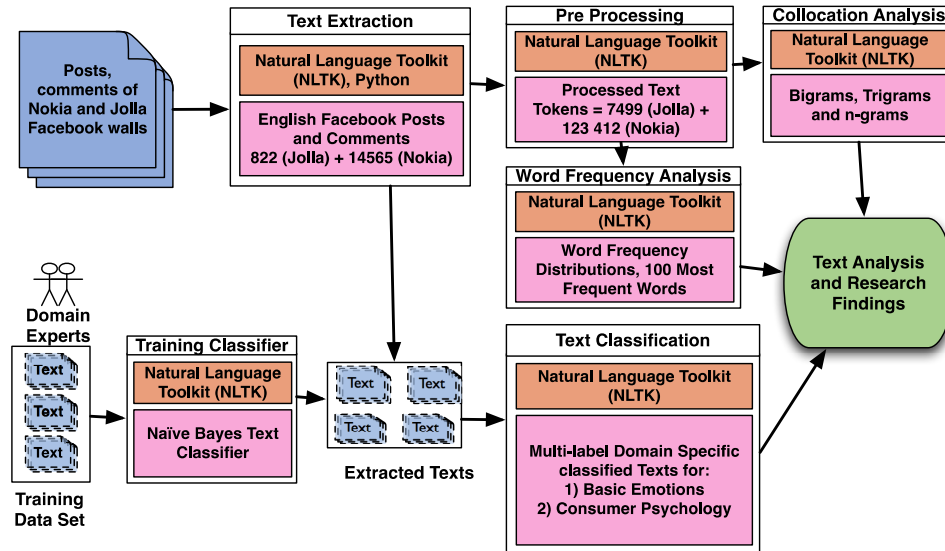 Posts,
comments of
Nokia and Jolla
Facebook walls
Text Extraction
Natural Language Toolkit
(NLTK), Python
English Facebook Posts
and Comments
822 (Jolla) + 14565 (Nokia)
Pre Processing
Natural Language Toolkit
(NLTK)
Processed Text
Tokens = 7499 (Jolla) +
123 412 (Nokia)
Collocation Analysis
Natural Language
Toolkit (NLTK)
Bigrams, Trigrams
and n-grams
Word Frequency Analysis
Natural Language Toolkit
(NLTK)
Word Frequency
Distributions, 100 Most
Frequent Words
Text Analysis
and Research
Findings
Domain
Experts
Text
Text
Text
Training
Data Set
Training Classifier
Natural Language
Toolkit (NLTK)
Naïve Bayes Text
Classifier
Text
Text
Text
Text
Extracted Texts
Text Classification
Natural Language Toolkit
(NLTK)
Multi-label Domain Specific
classified Texts for:
1) Basic Emotions
2) Consumer Psychology